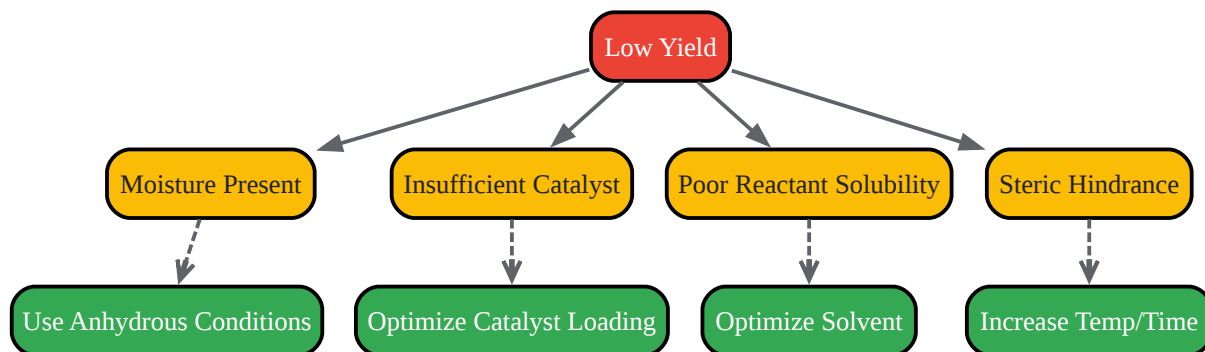 Low Yield
Moisture Present
Insufficient Catalyst
Poor Reactant Solubility
Steric Hindrance
Use Anhydrous Conditions
Optimize Catalyst Loading
Optimize Solvent
Increase Temp/Time